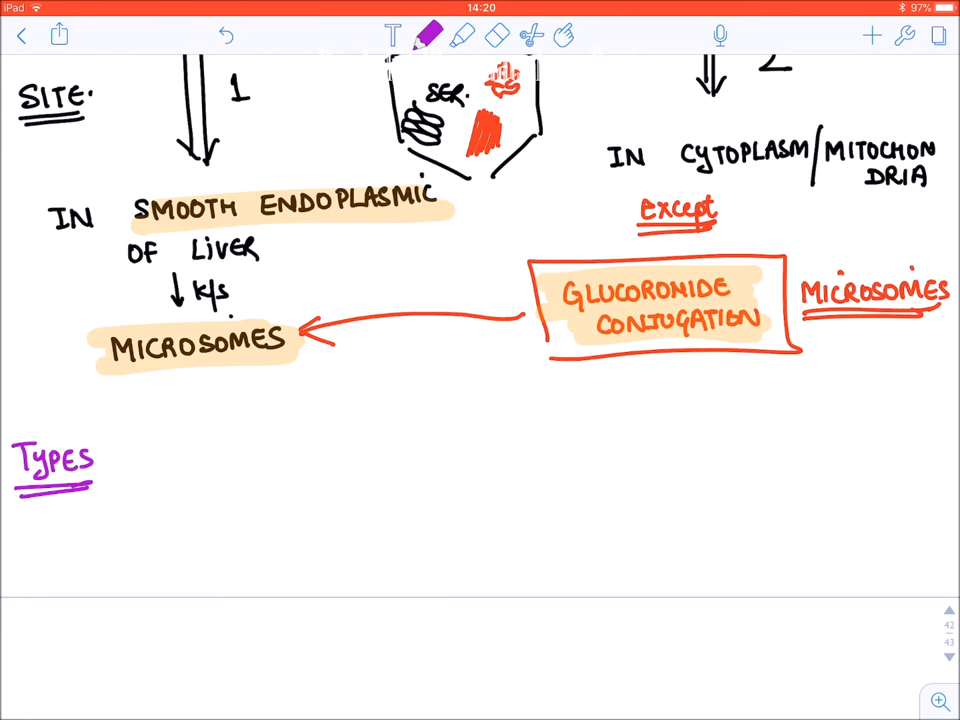 iPad 14:20 97%
T
SITE.
1
SER.
2
IN CYTOPLASM/MITOCHON
DRIA
IN SMOOTH ENDOPLASMIC
OF LIVER
Except
k/s
GLUCORONIDE
CONJUGATION
MICROSOMES
MICROSOMES
TYPES
42
43